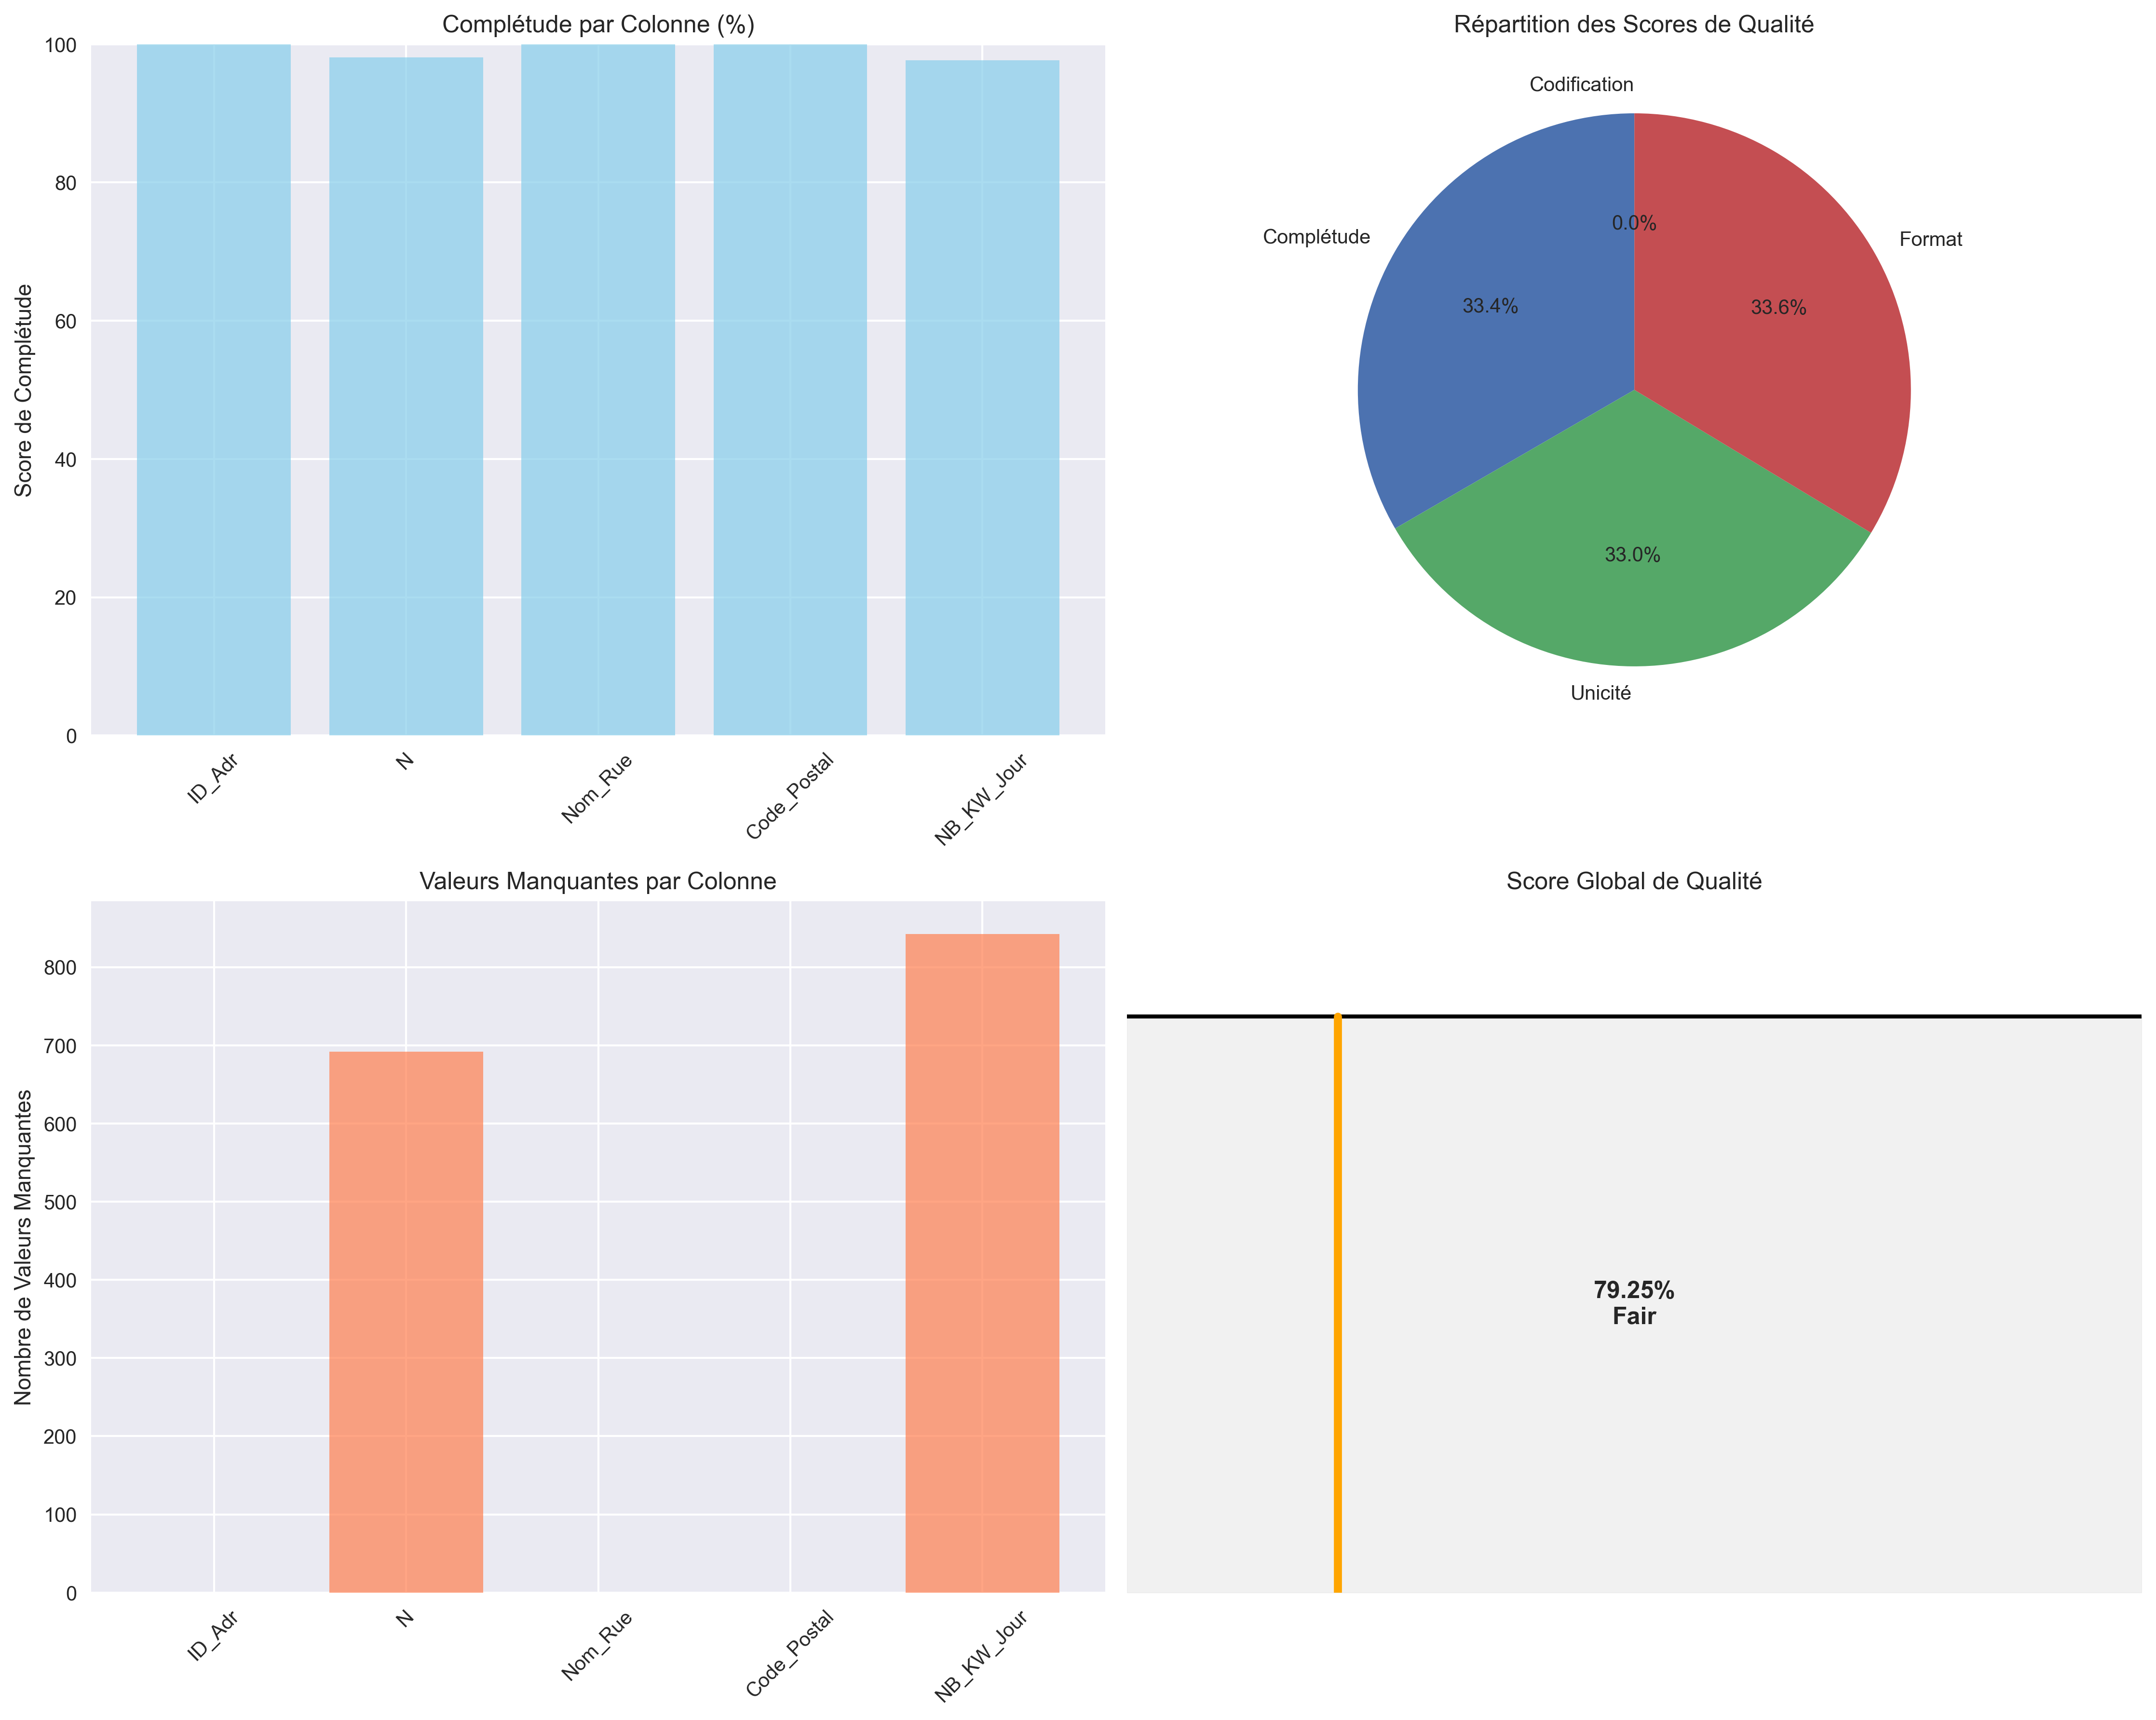 Complétude par Colonne (%)
Score de Complétude
100
80
60
40
20
0
ID_Adr
N
Nom_Rue
Code_Postal
NB_KW_Jour
Répartition des Scores de Qualité
Codification
0.0%
Complétude
33.4%
Format
33.6%
33.0%
Unicité
Valeurs Manquantes par Colonne
Nombre de Valeurs Manquantes
800
700
600
500
400
300
200
100
0
ID_Adr
N
Nom_Rue
Code_Postal
NB_KW_Jour
Score Global de Qualité
79.25%
Fair